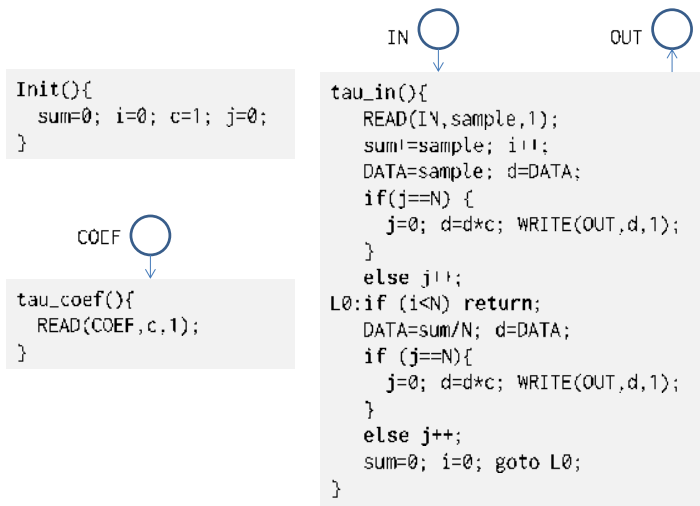 IN
OUT
Init(){
sum=0; i=0; c=1; j=0;
}
COEF
tau_coef(){
READ(COEF,c,1);
}
tau_in(){
READ(IN,sample,1);
sum+=sample; i++;
DATA=sample; d=DATA;
if(j==N) {
j=0; d=d*c; WRITE(OUT,d,1);
}
else j++;
L0:if (i<N) return;
DATA=sum/N; d=DATA;
if (j==N){
j=0; d=d*c; WRITE(OUT,d,1);
}
else j++;
sum=0; i=0; goto L0;
}